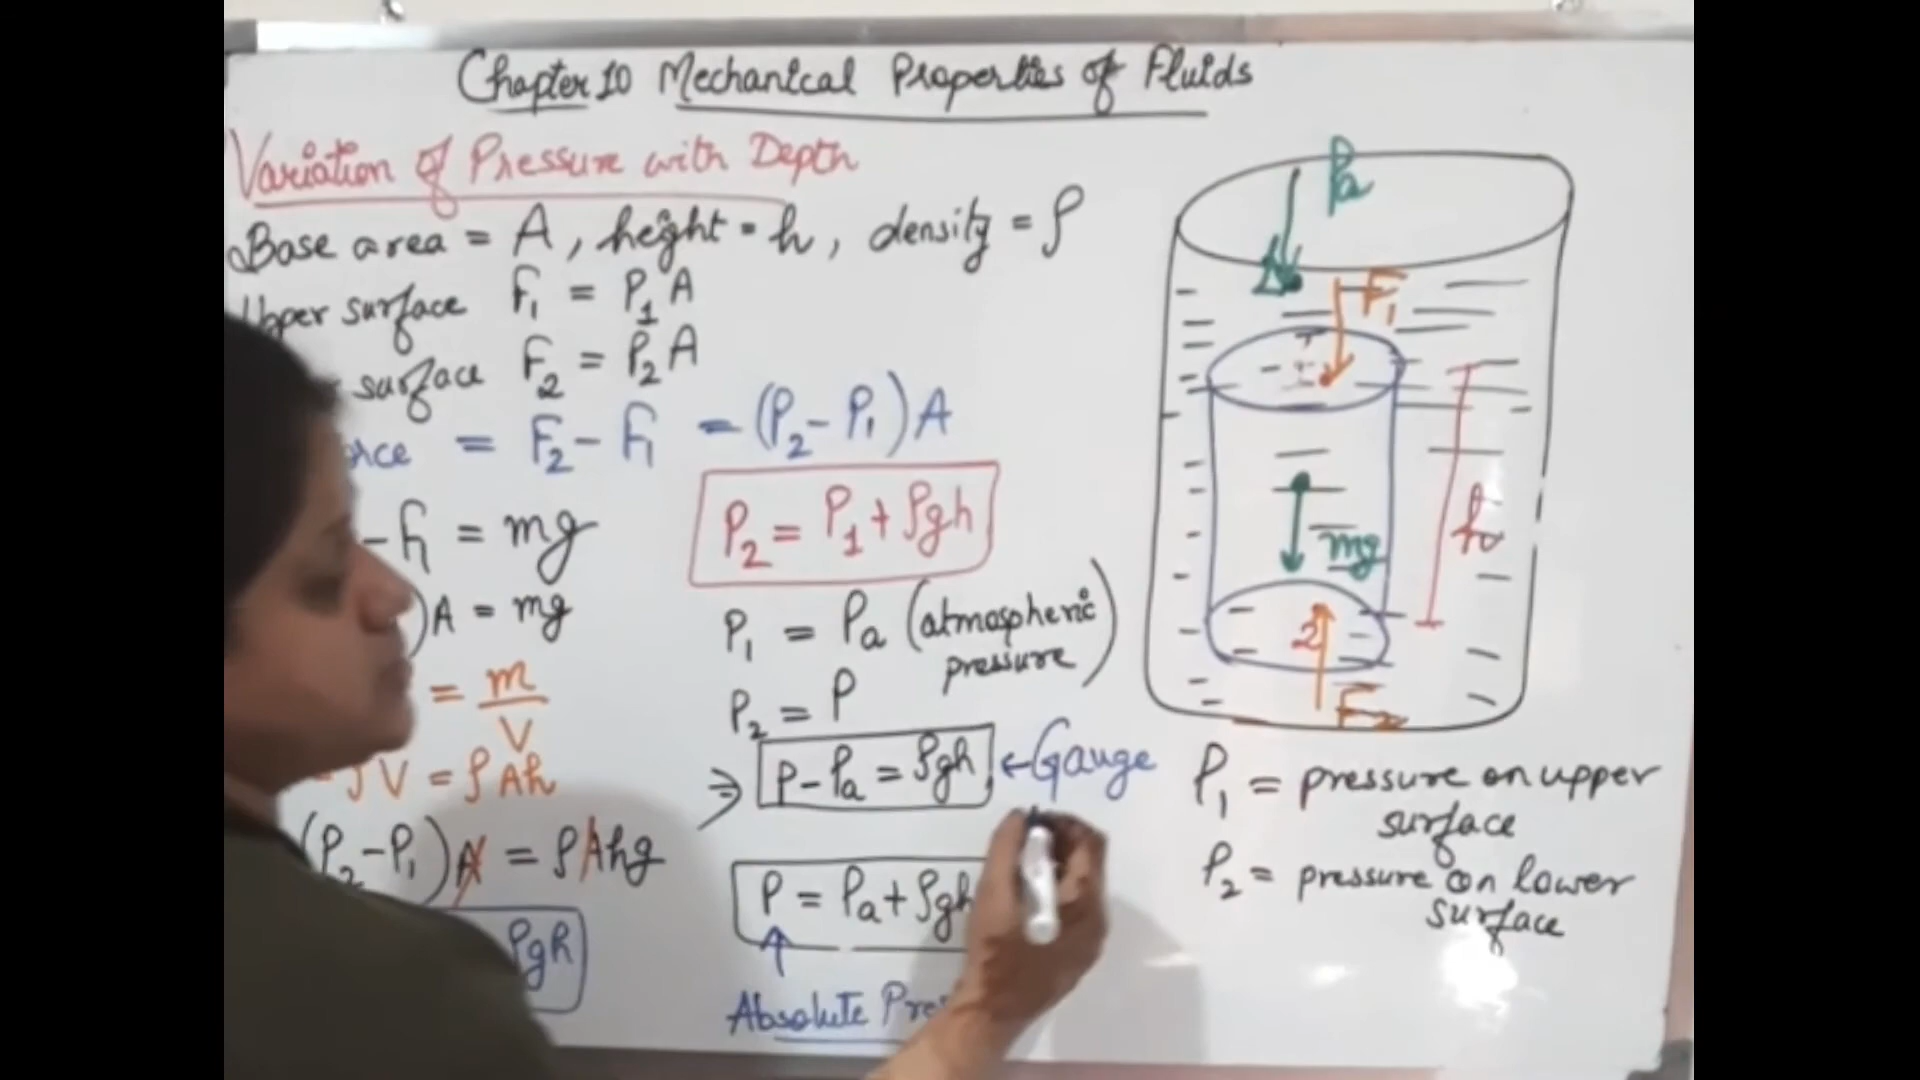 Chapter 10 Mechanical Properties of Fluids
Variation of Pressure with Depth
Base area = A, height = h, density = ρ
Upper surface F₁ = P₁A
surface F₂ = P₂A
= F₂ - F₁ = (P₂ - P₁)A
- F₁ = mg
)A = mg
= m/V
ρV = ρAh
(P₂ - P₁)A = ρAhg
ρgh
P₂ = P₁ + ρgh
P₁ = Pa (atmospheric pressure)
P₂ = P
⇒ P - Pa = ρgh ← Gauge
P = Pa + ρgh
↑
Absolute
Pa
F₁
h
mg
2
F₂
P₁ = pressure on upper
surface
P₂ = pressure on lower
surface